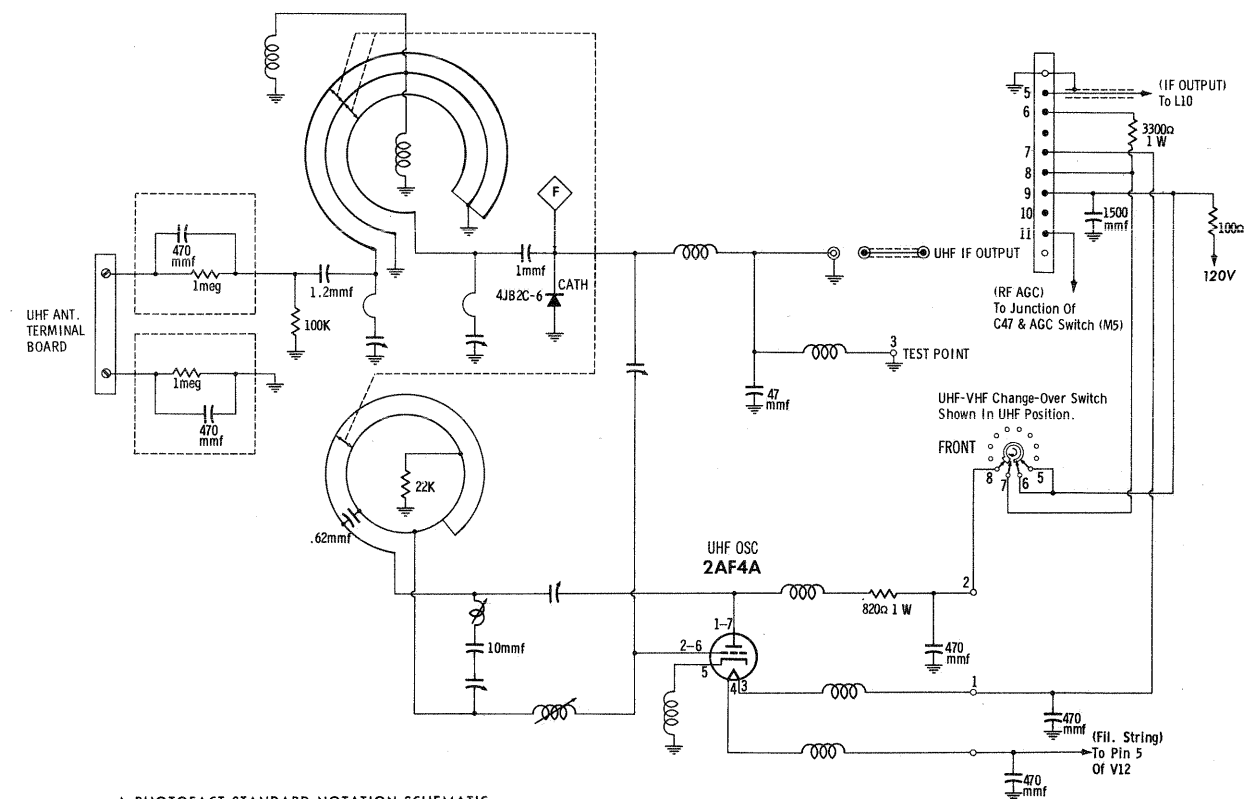 5
(IF OUTPUT)
To L10
6
3300Ω
1 W
7
8
9
10
1500
mmf
11
100Ω
120V
(RF AGC)
To Junction Of
C47 & AGC Switch (M5)
F
470
mmf
1meg
1.2mmf
100K
UHF ANT.
TERMINAL
BOARD
1meg
470
mmf
1mmf
CATH
4JB2C-6
UHF IF OUTPUT
3
TEST POINT
47
mmf
UHF-VHF Change-Over Switch
Shown In UHF Position.
FRONT
8
7
6
5
22K
.62mmf
UHF OSC
2AF4A
2
820Ω 1 W
1-7
2-6
5
4
3
10mmf
470
mmf
1
470
mmf
(Fil. String)
To Pin 5
Of V12
470
mmf
A PHOTOFACT STANDARD NOTATION SCHEMATIC